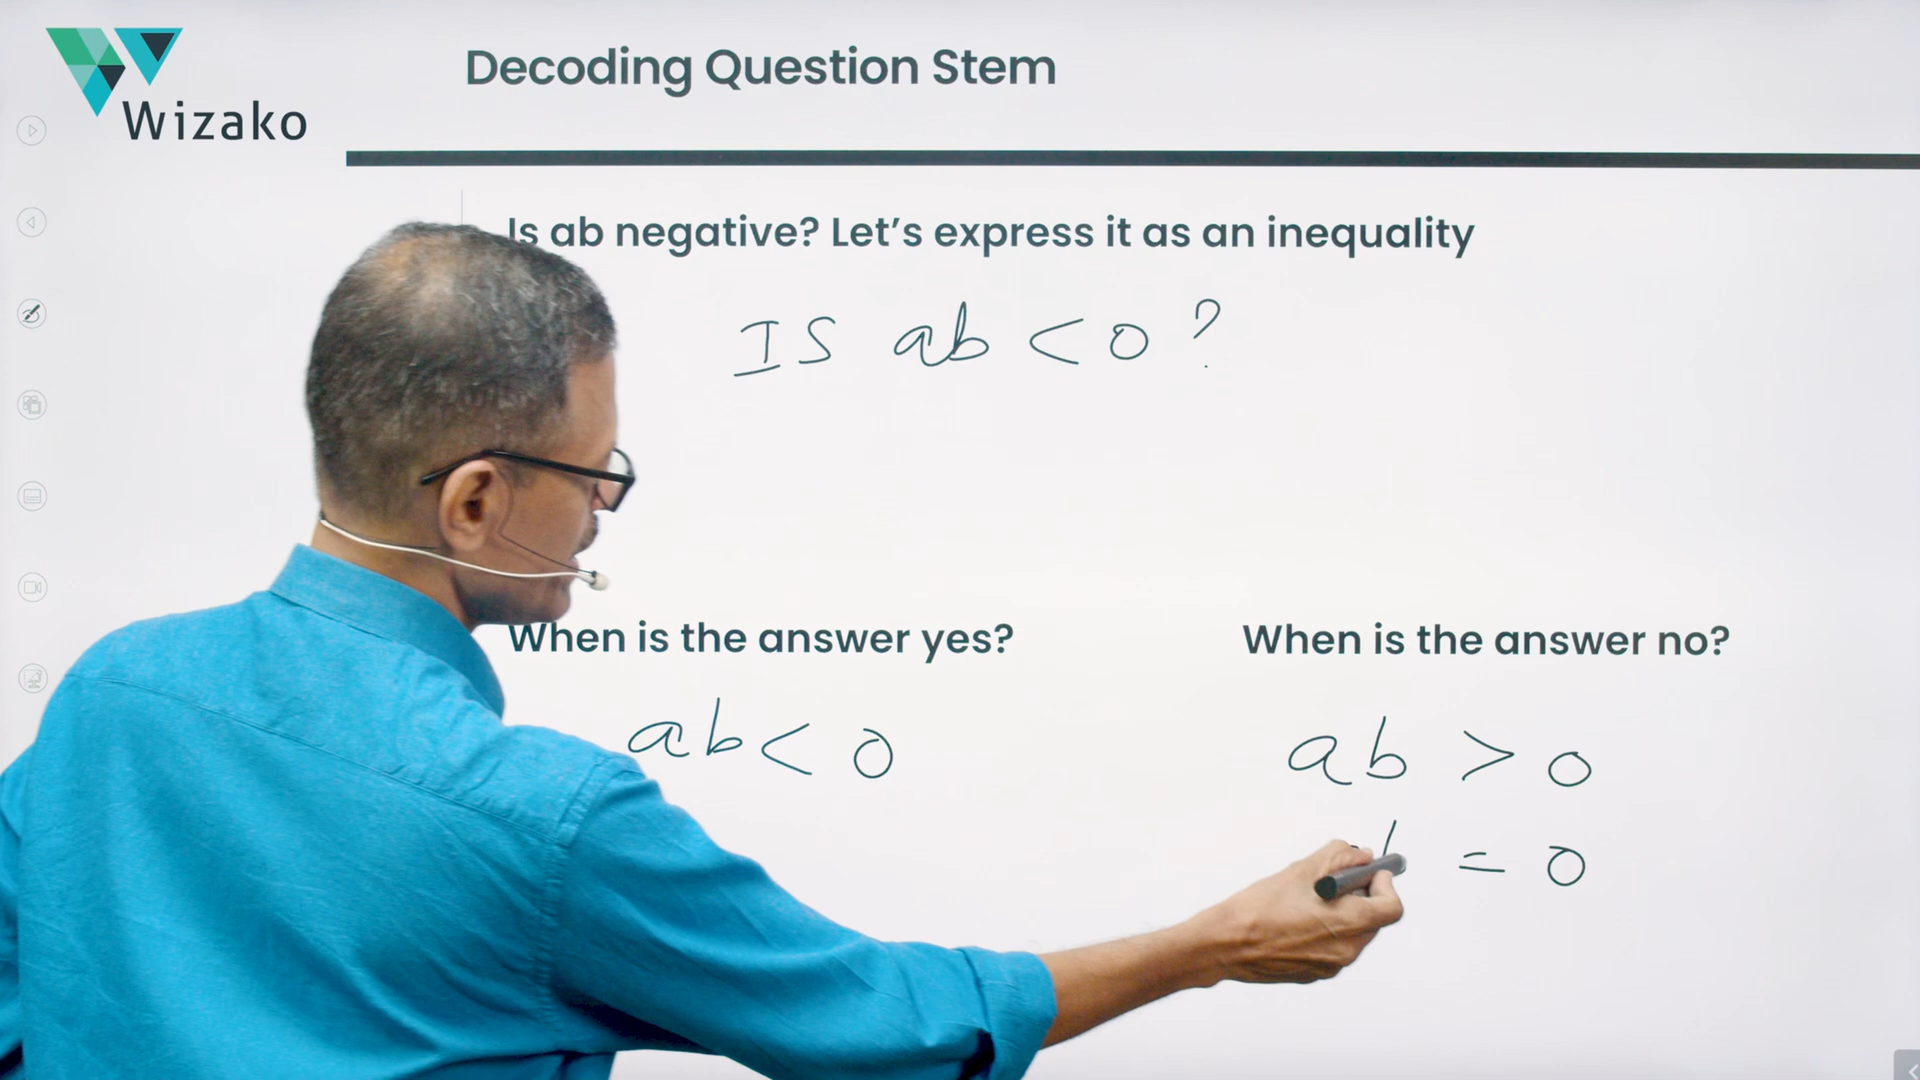 Wizako
Decoding Question Stem
Is ab negative? Let's express it as an inequality
IS ab < 0 ?
When is the answer yes?
When is the answer no?
ab < 0
ab > 0
= 0